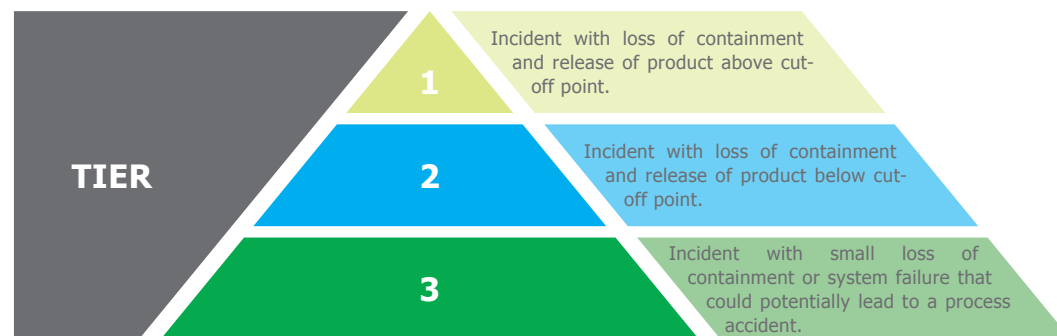 TIER
1
Incident with loss of containment
and release of product above cut-
off point.
2
Incident with loss of containment
and release of product below cut-
off point.
3
Incident with small loss of
containment or system failure that
could potentially lead to a process
accident.